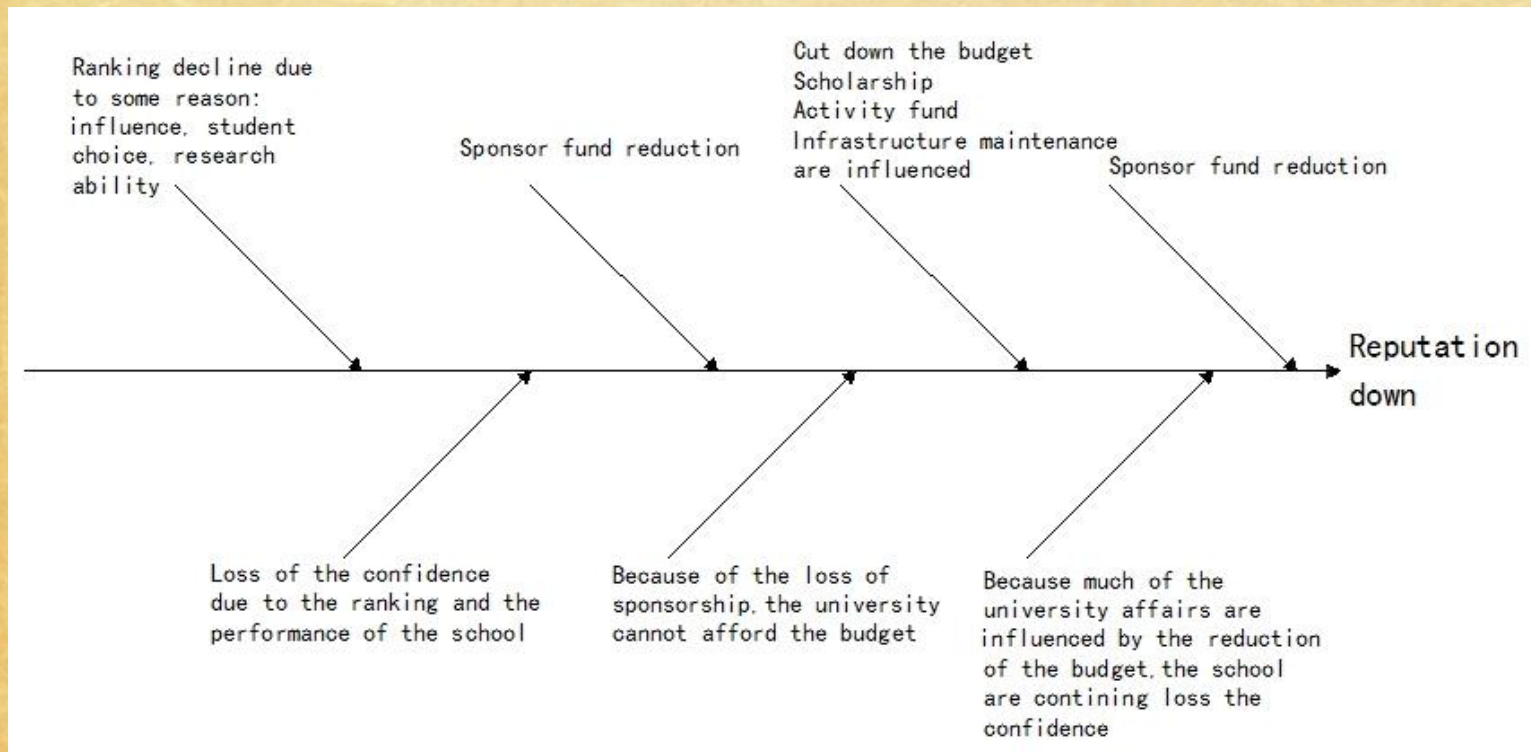 Ranking decline due
to some reason:
influence, student
choice, research
ability
Sponsor fund reduction
Cut down the budget
Scholarship
Activity fund
Infrastructure maintenance
are influenced
Sponsor fund reduction
Reputation
down
Loss of the confidence
due to the ranking and the
performance of the school
Because of the loss of
sponsorship, the university
cannot afford the budget
Because much of the
university affairs are
influenced by the reduction
of the budget, the school
are contining loss the
confidence